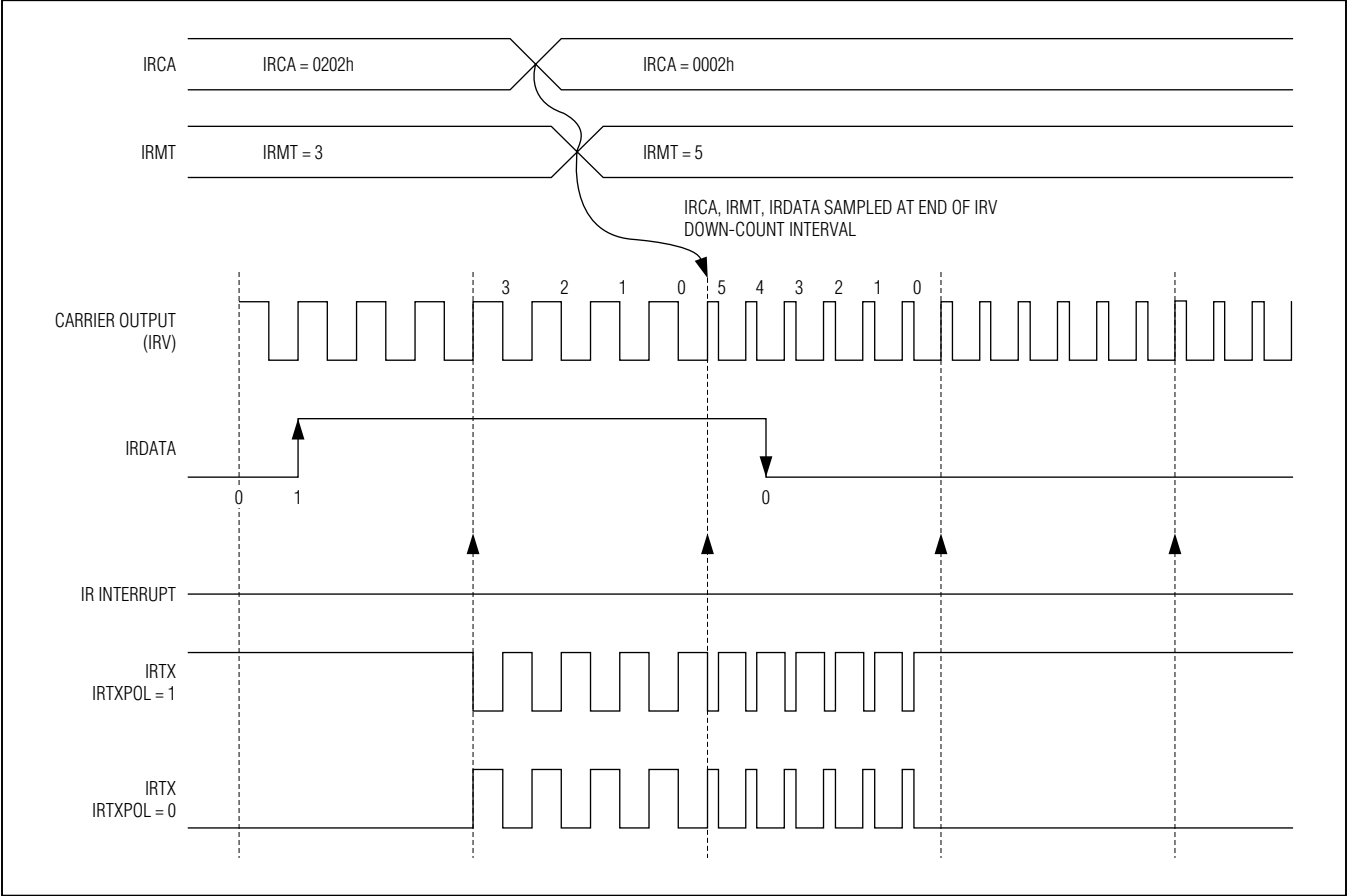 IRCA
IRCA = 0202h
IRCA = 0002h
IRMT
IRMT = 3
IRMT = 5
IRCA, IRMT, IRDATA SAMPLED AT END OF IRV
DOWN-COUNT INTERVAL
3 2 1 0 5 4 3 2 1 0
CARRIER OUTPUT
(IRV)
IRDATA
0 1 0
IR INTERRUPT
IRTX
IRTXPOL = 1
IRTX
IRTXPOL = 0